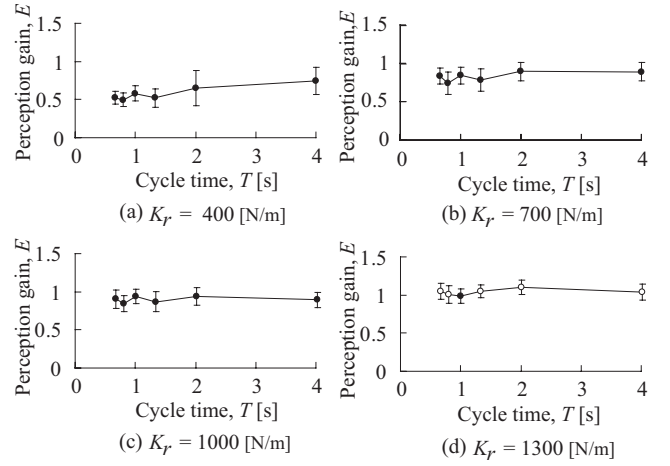 Perception gain, E
1.5
1
0.5
0
0 1 2 3 4
Cycle time, T [s]
(a) Kr = 400 [N/m]
Perception gain,E
1.5
1
0.5
0
0 1 2 3 4
Cycle time, T [s]
(b) Kr = 700 [N/m]
Perception gain, E
1.5
1
0.5
0
0 1 2 3 4
Cycle time, T [s]
(c) Kr = 1000 [N/m]
Perception gain, E
1.5
1
0.5
0
0 1 2 3 4
Cycle time, T [s]
(d) Kr = 1300 [N/m]